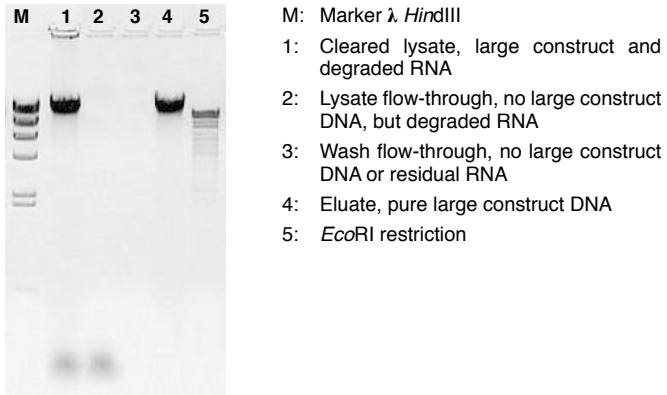 M 1 2 3 4 5
M: Marker λ HindIII
1: Cleared lysate, large construct and
degraded RNA
2: Lysate flow-through, no large construct
DNA, but degraded RNA
3: Wash flow-through, no large construct
DNA or residual RNA
4: Eluate, pure large construct DNA
5: EcoRI restriction